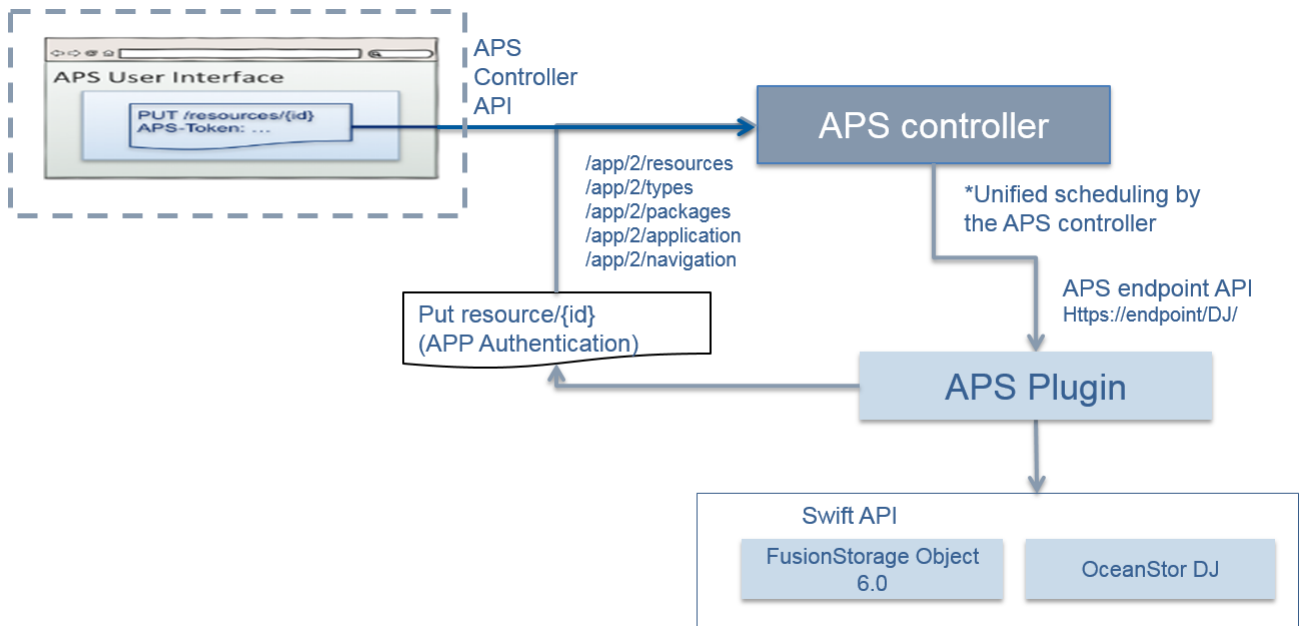 APS User Interface
PUT /resources/{id}
APS-Token: ...
APS
Controller
API
APS controller
/app/2/resources
/app/2/types
/app/2/packages
/app/2/application
/app/2/navigation
*Unified scheduling by
the APS controller
APS endpoint API
Https://endpoint/DJ/
Put resource/{id}
(APP Authentication)
APS Plugin
Swift API
FusionStorage Object
6.0
OceanStor DJ